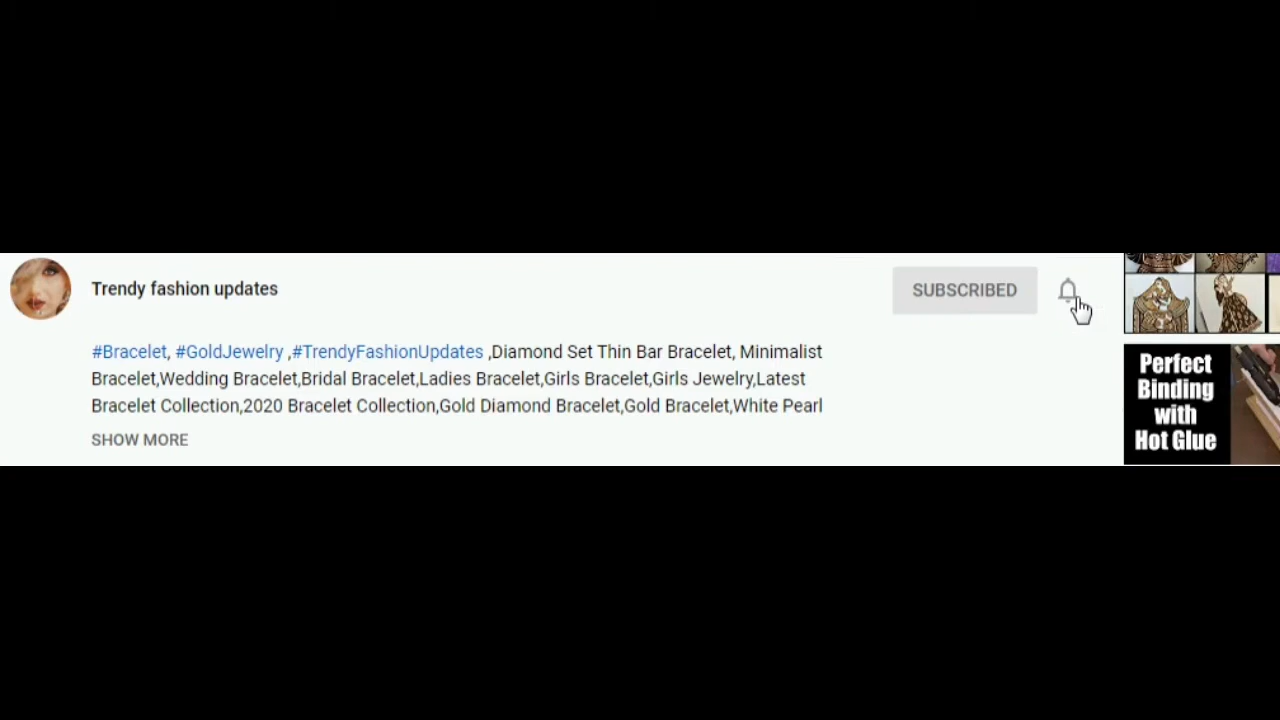 Trendy fashion updates
SUBSCRIBED
#Bracelet, #GoldJewelry ,#TrendyFashionUpdates ,Diamond Set Thin Bar Bracelet, Minimalist
Bracelet,Wedding Bracelet,Bridal Bracelet,Ladies Bracelet,Girls Bracelet,Girls Jewelry,Latest
Bracelet Collection,2020 Bracelet Collection,Gold Diamond Bracelet,Gold Bracelet,White Pearl
SHOW MORE
Perfect
Binding
with
Hot Glue